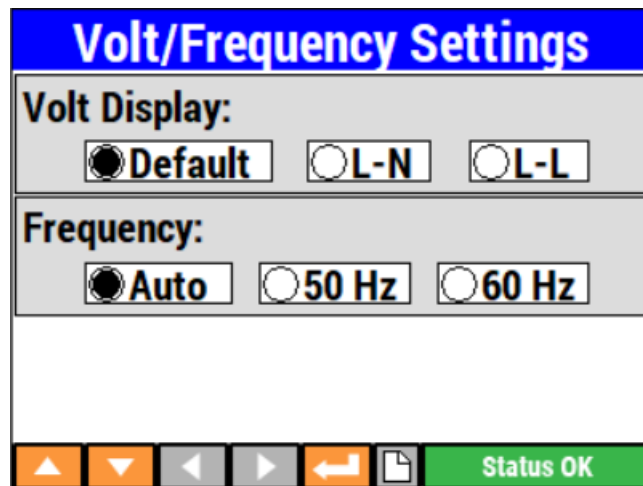 Volt/Frequency Settings
Volt Display:
Default L-N L-L
Frequency:
Auto 50 Hz 60 Hz
Status OK